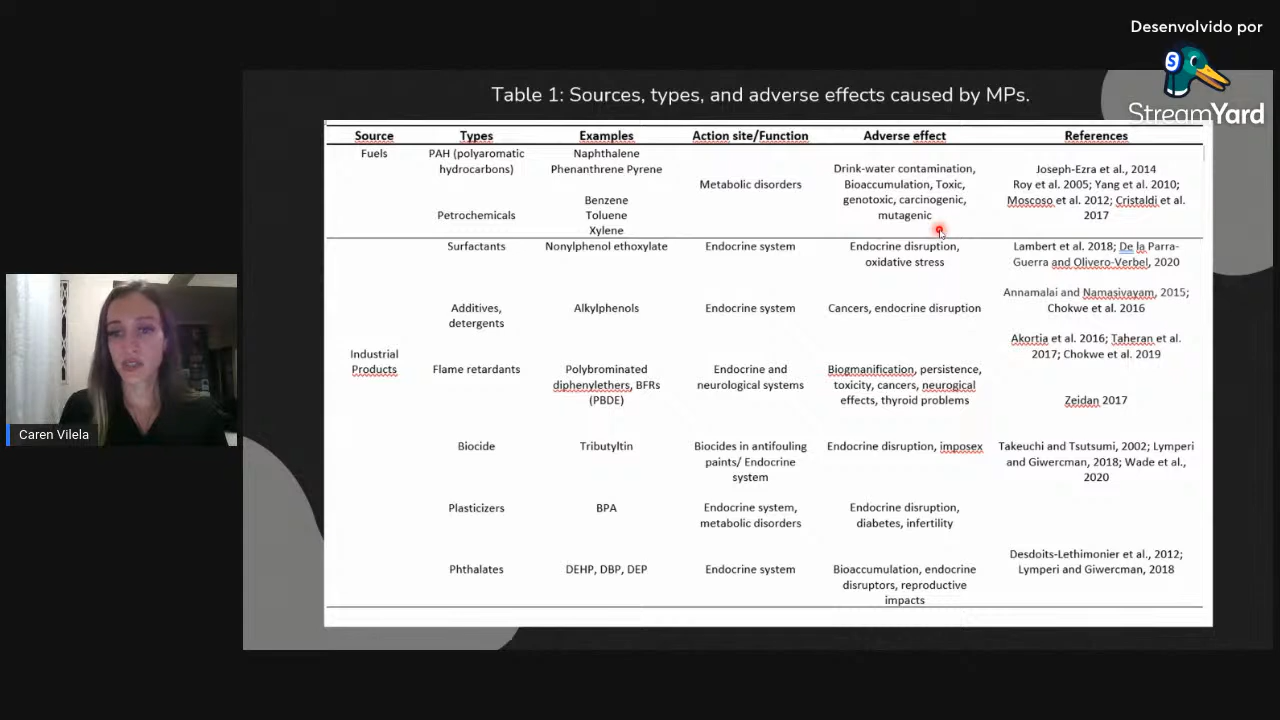 Desenvolvido por
StreamYard
Table 1: Sources, types, and adverse effects caused by MPs.
Source Types Examples Action site/Function Adverse effect References
Fuels PAH (polyaromatic hydrocarbons) Naphthalene
Phenanthrene Pyrene
Metabolic disorders
Drink-water contamination,
Bioaccumulation, Toxic,
genotoxic, carcinogenic,
mutagenic
Joseph-Ezra et al., 2014
Roy et al. 2005; Yang et al. 2010;
Moscoso et al. 2012; Cristaldi et al.
2017
Petrochemicals
Benzene
Toluene
Xylene
Surfactants Nonylphenol ethoxylate Endocrine system
Endocrine disruption,
oxidative stress
Lambert et al. 2018; De la Parra-
Guerra and Olivero-Verbel, 2020
Additives,
detergents
Alkylphenols Endocrine system Cancers, endocrine disruption
Annamalai and Namasivayam, 2015;
Chokwe et al. 2016
Industrial
Products
Flame retardants
Polybrominated
diphenylethers, BFRs
(PBDE)
Endocrine and
neurological systems
Biogmanification, persistence,
toxicity, cancers, neurogical
effects, thyroid problems
Akortia et al. 2016; Taheran et al.
2017; Chokwe et al. 2019
Zeidan 2017
Biocide Tributyltin
Biocides in antifouling
paints/ Endocrine
system
Endocrine disruption, imposex
Takeuchi and Tsutsumi, 2002; Lymperi
and Giwercman, 2018; Wade et al.,
2020
Plasticizers BPA
Endocrine system,
metabolic disorders
Endocrine disruption,
diabetes, infertility
Phthalates DEHP, DBP, DEP Endocrine system
Bioaccumulation, endocrine
disruptors, reproductive
impacts
Desdoits-Lethimonier et al., 2012;
Lymperi and Giwercman, 2018
Caren Vilela